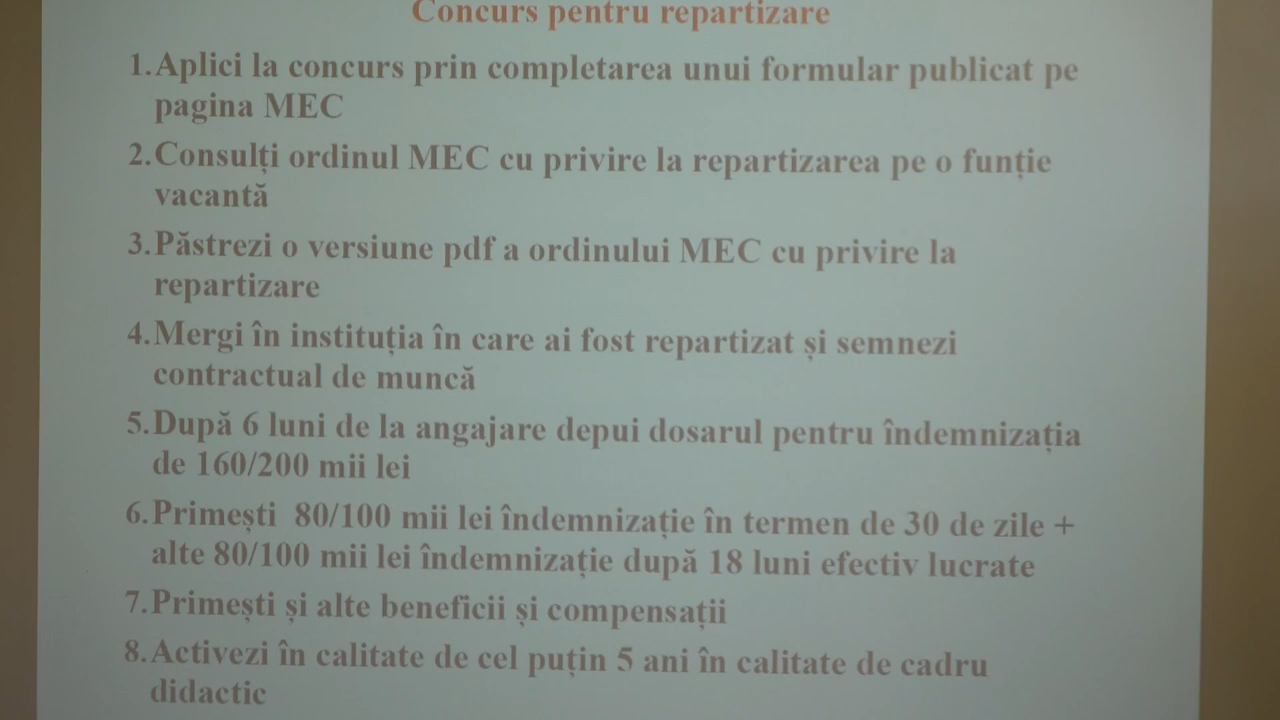 Concurs pentru repartizare
1.Aplici la concurs prin completarea unui formular publicat pe
pagina MEC
2.Consulți ordinul MEC cu privire la repartizarea pe o funție
vacantă
3.Păstrezi o versiune pdf a ordinului MEC cu privire la
repartizare
4.Mergi în instituția în care ai fost repartizat și semnezi
contractual de muncă
5.După 6 luni de la angajare depui dosarul pentru îndemnizația
de 160/200 mii lei
6.Primești 80/100 mii lei îndemnizație în termen de 30 de zile +
alte 80/100 mii lei îndemnizație după 18 luni efectiv lucrate
7.Primești și alte beneficii și compensații
8.Activezi în calitate de cel puțin 5 ani în calitate de cadru
didactic